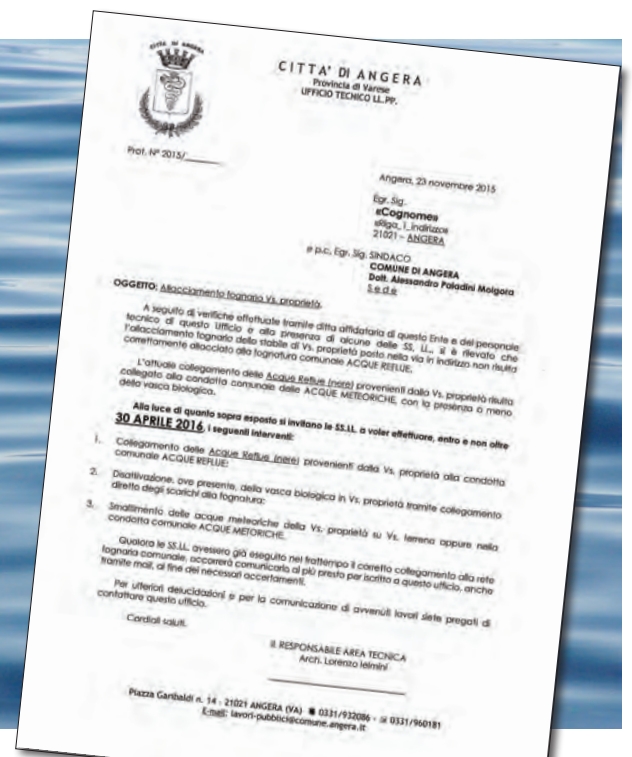 CITTA' DI ANGERA
CITTA' DI ANGERA
Provincia di Varese
UFFICIO TECNICO LL.PP.
Prot. N° 2015/______
Angera, 23 novembre 2015
Egr. Sig.
«Cognome»
«Riga_1_indirizzo»
21021 – ANGERA
e p.c. Egr. Sig. SINDACO
COMUNE DI ANGERA
Dott. Alessandro Paladini Molgora
Sede
OGGETTO: Allacciamento fognario Vs. proprietà.
A seguito di verifiche effettuate tramite ditta affidataria di questo Ente e del personale
tecnico di questo Ufficio e alla presenza di alcune delle SS. LL., si è rilevato che
l'allacciamento fognario dello stabile di Vs. proprietà posto nella via in indirizzo non risulta
correttamente allacciato alla fognatura comunale ACQUE REFLUE.
L'attuale collegamento delle Acque Reflue (nere) provenienti dalla Vs. proprietà risulta
collegato alla condotta comunale delle ACQUE METEORICHE, con la presenza o meno
della vasca biologica.
Alla luce di quanto sopra esposto si invitano le SS.LL a voler effettuare, entro e non oltre
30 APRILE 2016, i seguenti interventi:
1. Collegamento delle Acque Reflue (nere) provenienti dalla Vs. proprietà alla condotta
comunale ACQUE REFLUE;
2. Disattivazione, ove presente, della vasca biologica in Vs. proprietà tramite collegamento
diretto degli scarichi alla fognatura;
3. Smaltimento delle acque meteoriche della Vs. proprietà su Vs. terreno oppure nella
condotta comunale ACQUE METORICHE.
Qualora le SS.LL. avessero già eseguito nel frattempo il corretto collegamento alla rete
fognaria comunale, occorrerà comunicarlo al più presto per iscritto a questo ufficio, anche
tramite mail, al fine dei necessari accertamenti.
Per ulteriori delucidazioni e per la comunicazione di avvenuti lavori siete pregati di
contattare questo ufficio.
Cordiali saluti.
IL RESPONSABILE AREA TECNICA
Arch. Lorenzo Ielmini
Piazza Garibaldi n. 14 - 21021 ANGERA (VA) ☎ 0331/932086 - 0331/960181
E-mail: lavori-pubblici@comune.angera.it